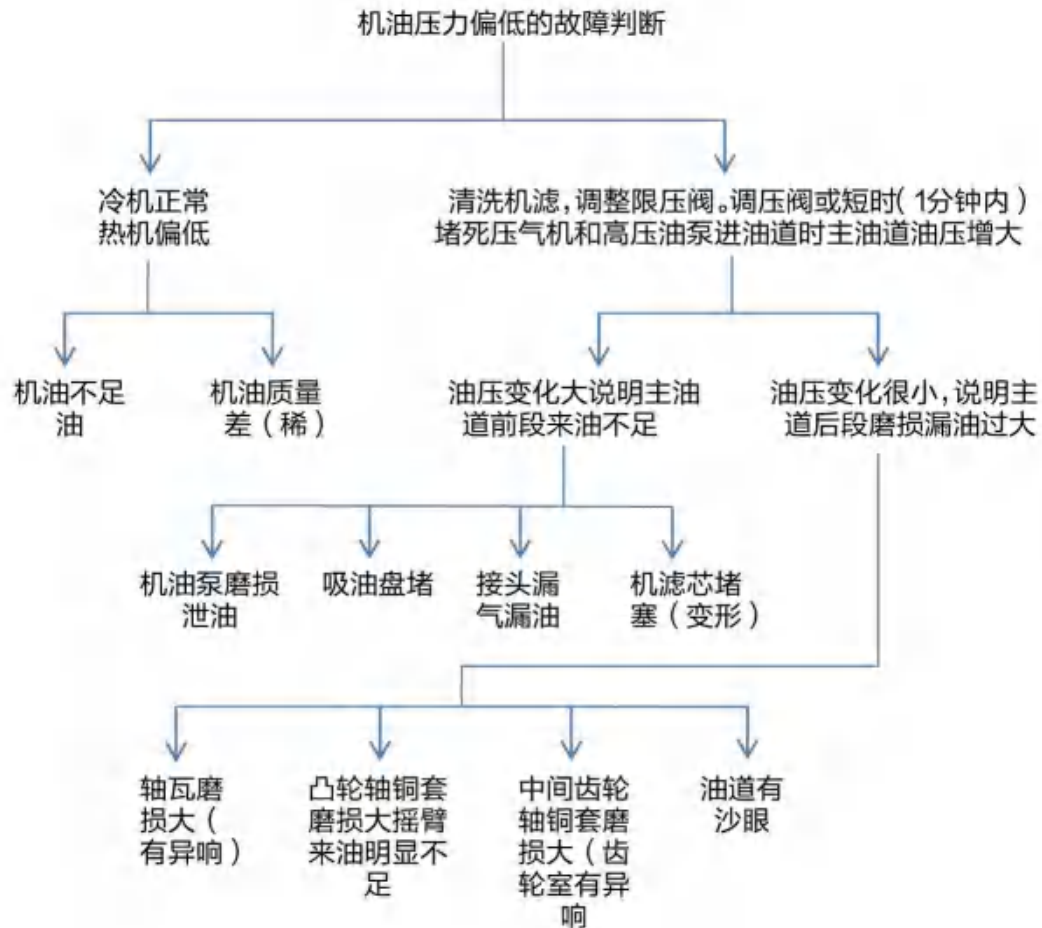 机油压力偏低的故障判断
冷机正常
热机偏低
清洗机滤，调整限压阀。调压阀或短时（1分钟内）
堵死压气机和高压油泵进油道时主油道油压增大
机油不足
油
机油质量
差（稀）
油压变化大说明主油
道前段来油不足
油压变化很小，说明主
道后段磨损漏油过大
机油泵磨损
泄油
吸油盘堵
接头漏
气漏油
机滤芯堵
塞（变形）
轴瓦磨
损大（
有异响）
凸轮轴铜套
磨损大摇臂
来油明显不
足
中间齿轮
轴铜套磨
损大（齿
轮室有异
响
油道有
沙眼